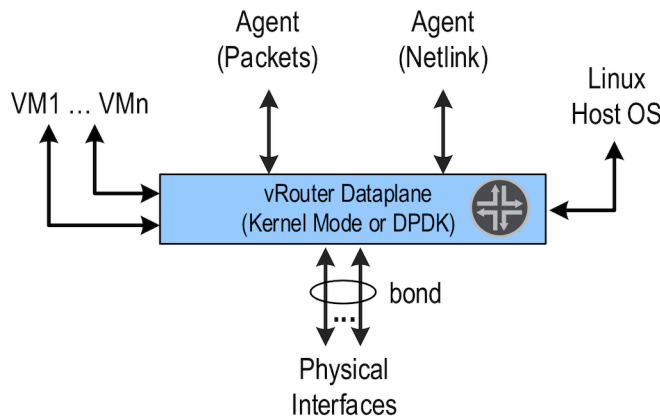 Agent
(Packets)
Agent
(Netlink)
VM1 ... VMn
Linux
Host OS
vRouter Dataplane
(Kernel Mode or DPDK)
bond
...
Physical
Interfaces